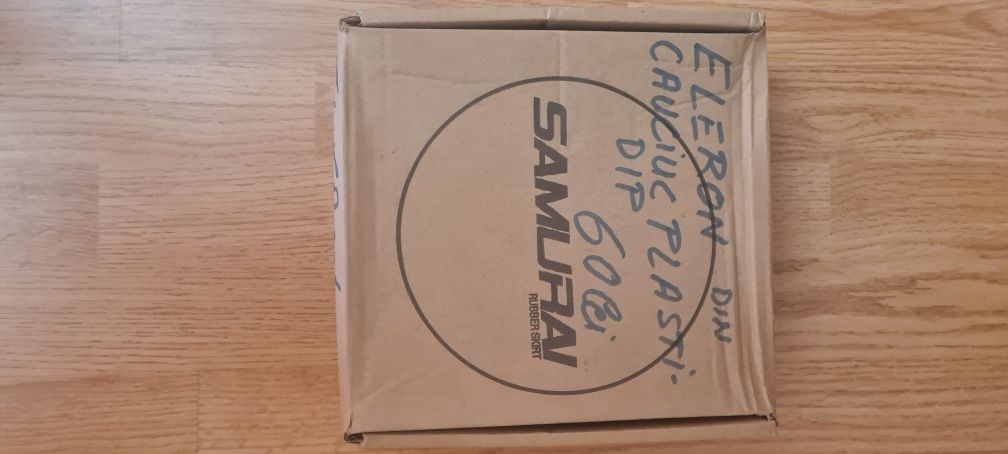 ELERON DIN
CAUCIUC PLASTI-
DIP
60lei
SAMURAI
RUBBER SKIRT